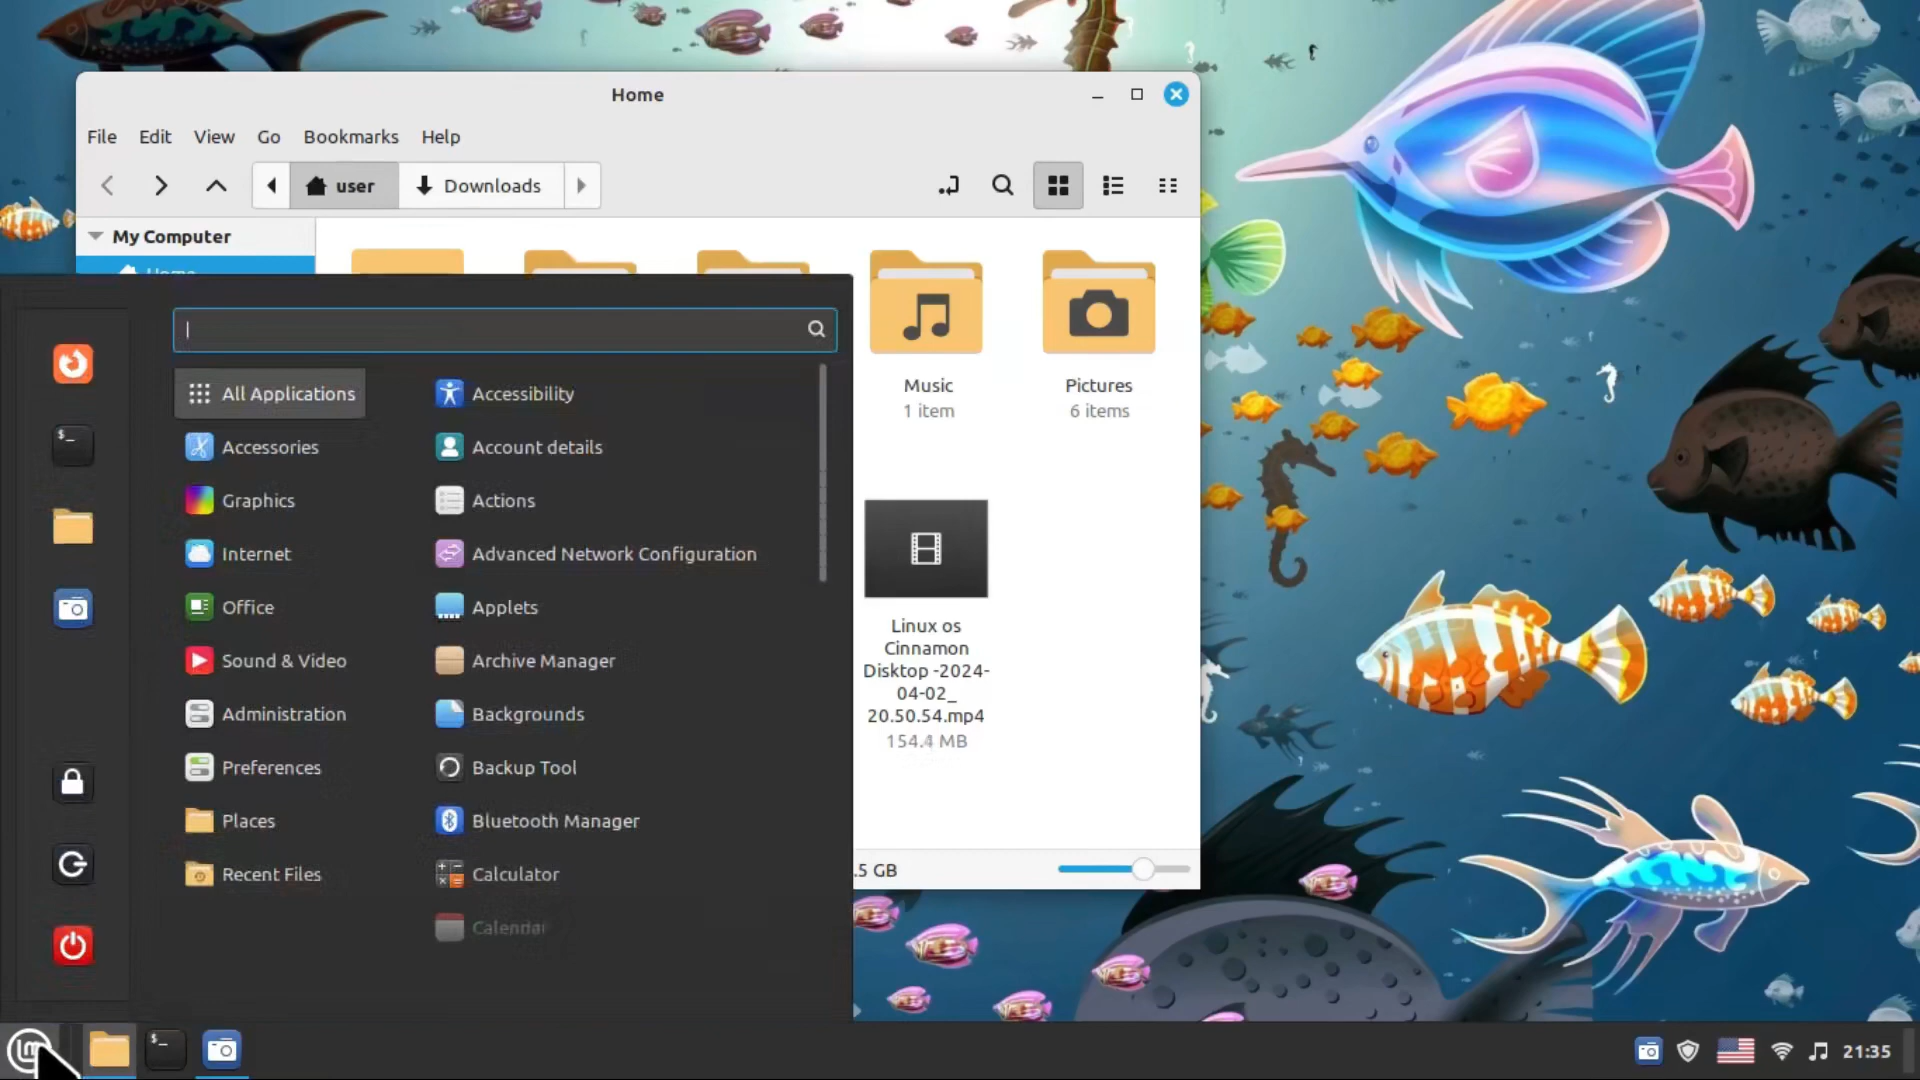 Home
File Edit View Go Bookmarks Help
user Downloads
My Computer
Home
Music
1 item
Pictures
6 items
All Applications
Accessories
Graphics
Internet
Office
Sound & Video
Administration
Preferences
Places
Recent Files
Accessibility
Account details
Actions
Advanced Network Configuration
Applets
Archive Manager
Backgrounds
Backup Tool
Bluetooth Manager
Calculator
Calendar
Linux os
Cinnamon
Disktop -2024-
04-02_
20.50.54.mp4
154.4 MB
.5 GB
$_
$_
21:35